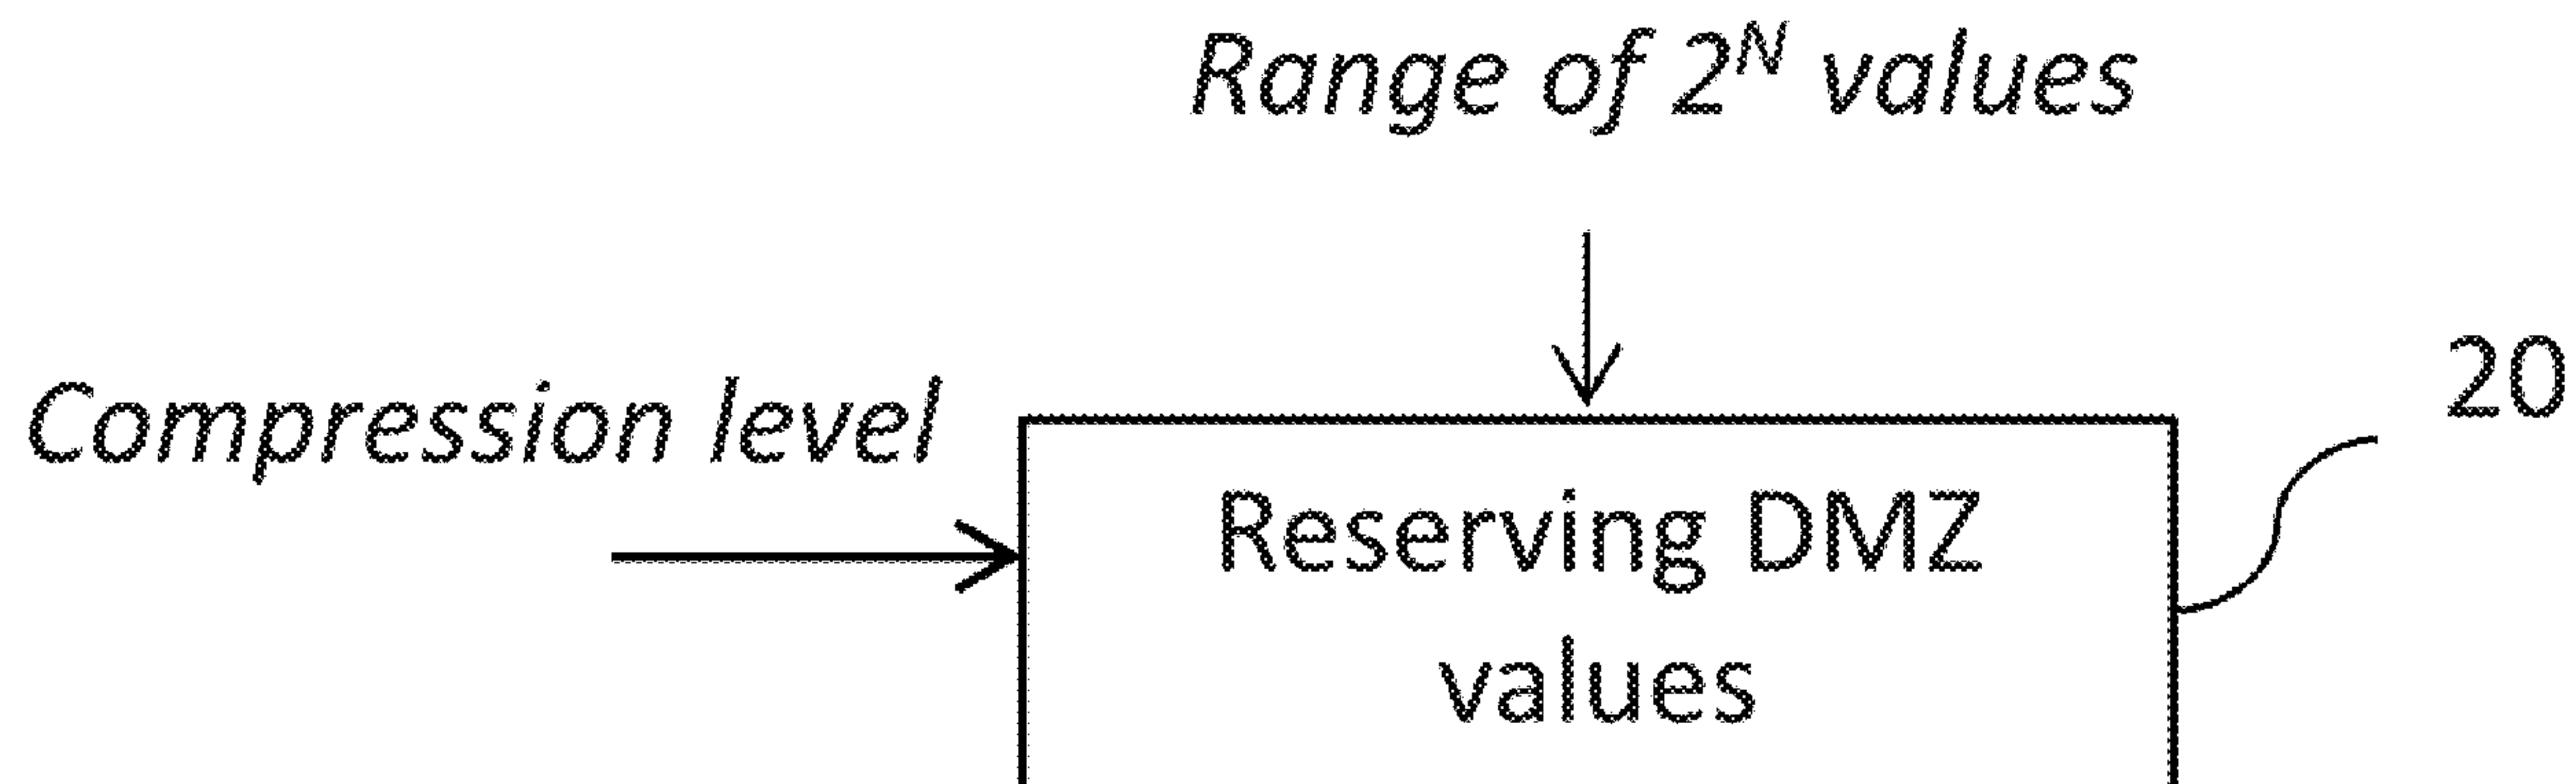 Range of 2^N values
20
Compression level
Reserving DMZ
values